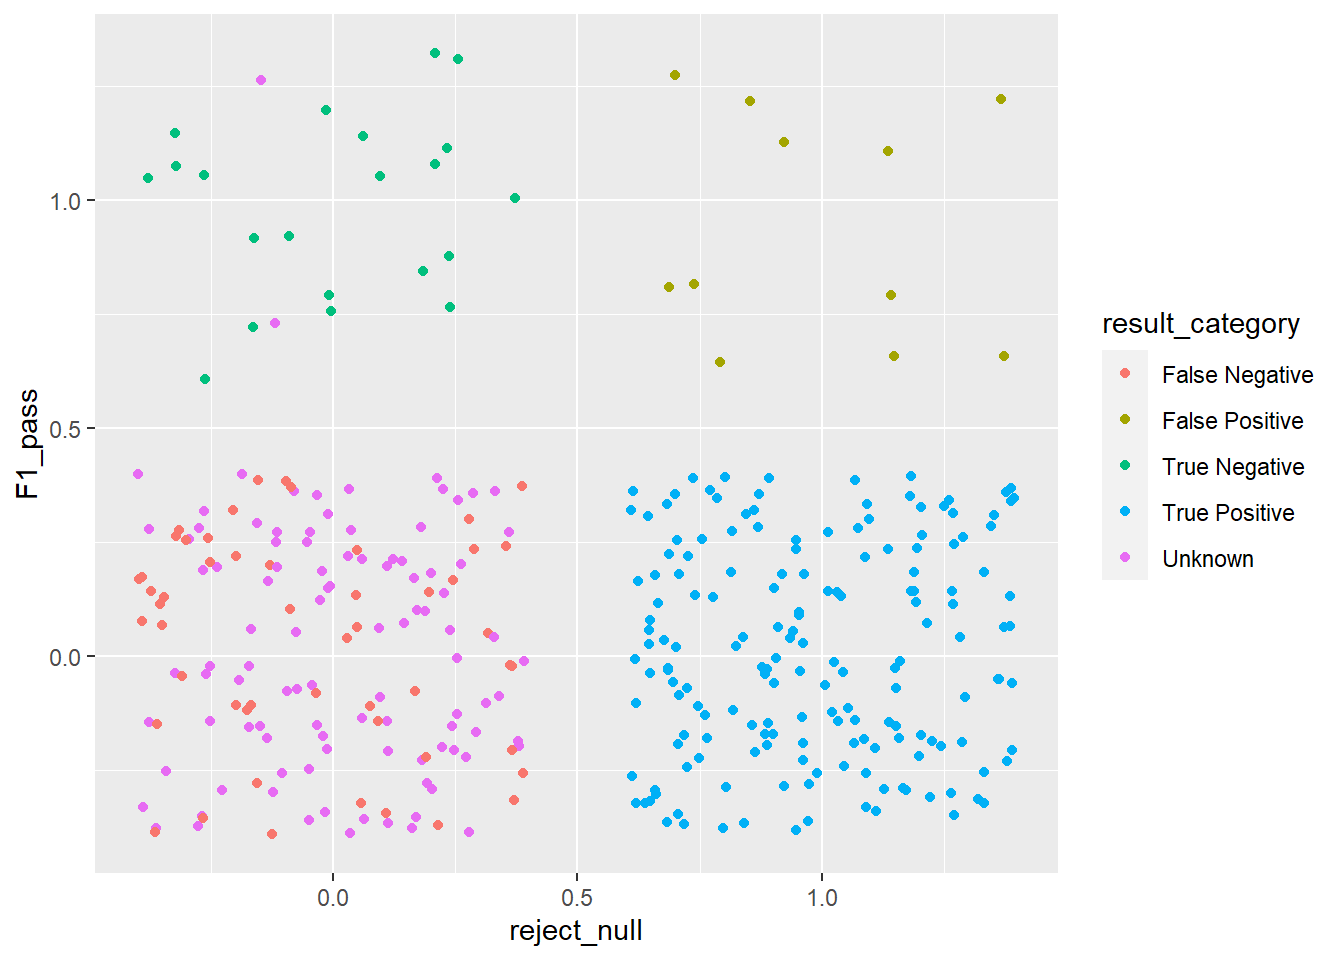 1.0
0.5
0.0
F1_pass
0.0 0.5 1.0
reject_null
result_category
False Negative
False Positive
True Negative
True Positive
Unknown